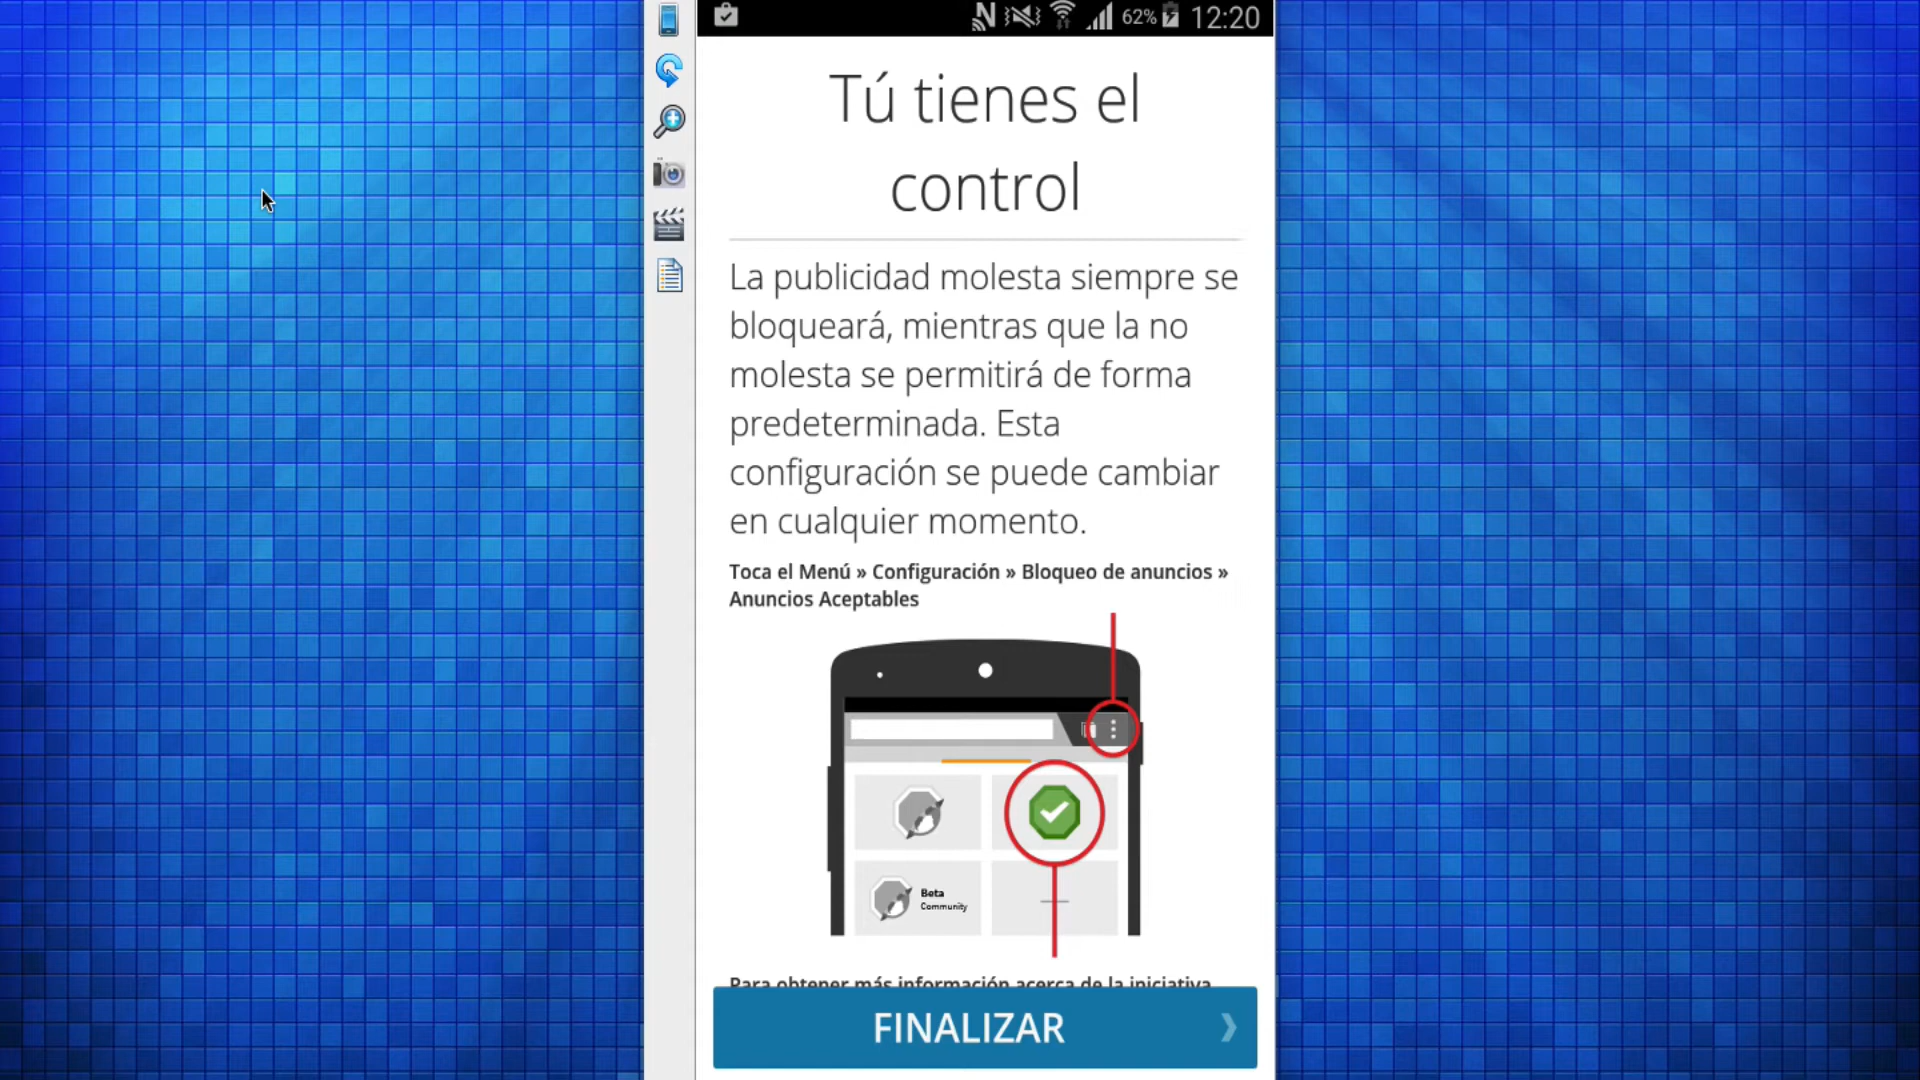 62% 12:20
Tú tienes el
control
La publicidad molesta siempre se
bloqueará, mientras que la no
molesta se permitirá de forma
predeterminada. Esta
configuración se puede cambiar
en cualquier momento.
Toca el Menú » Configuración » Bloqueo de anuncios »
Anuncios Aceptables
Beta
Community
Para obtener más información acerca de la iniciativa
FINALIZAR